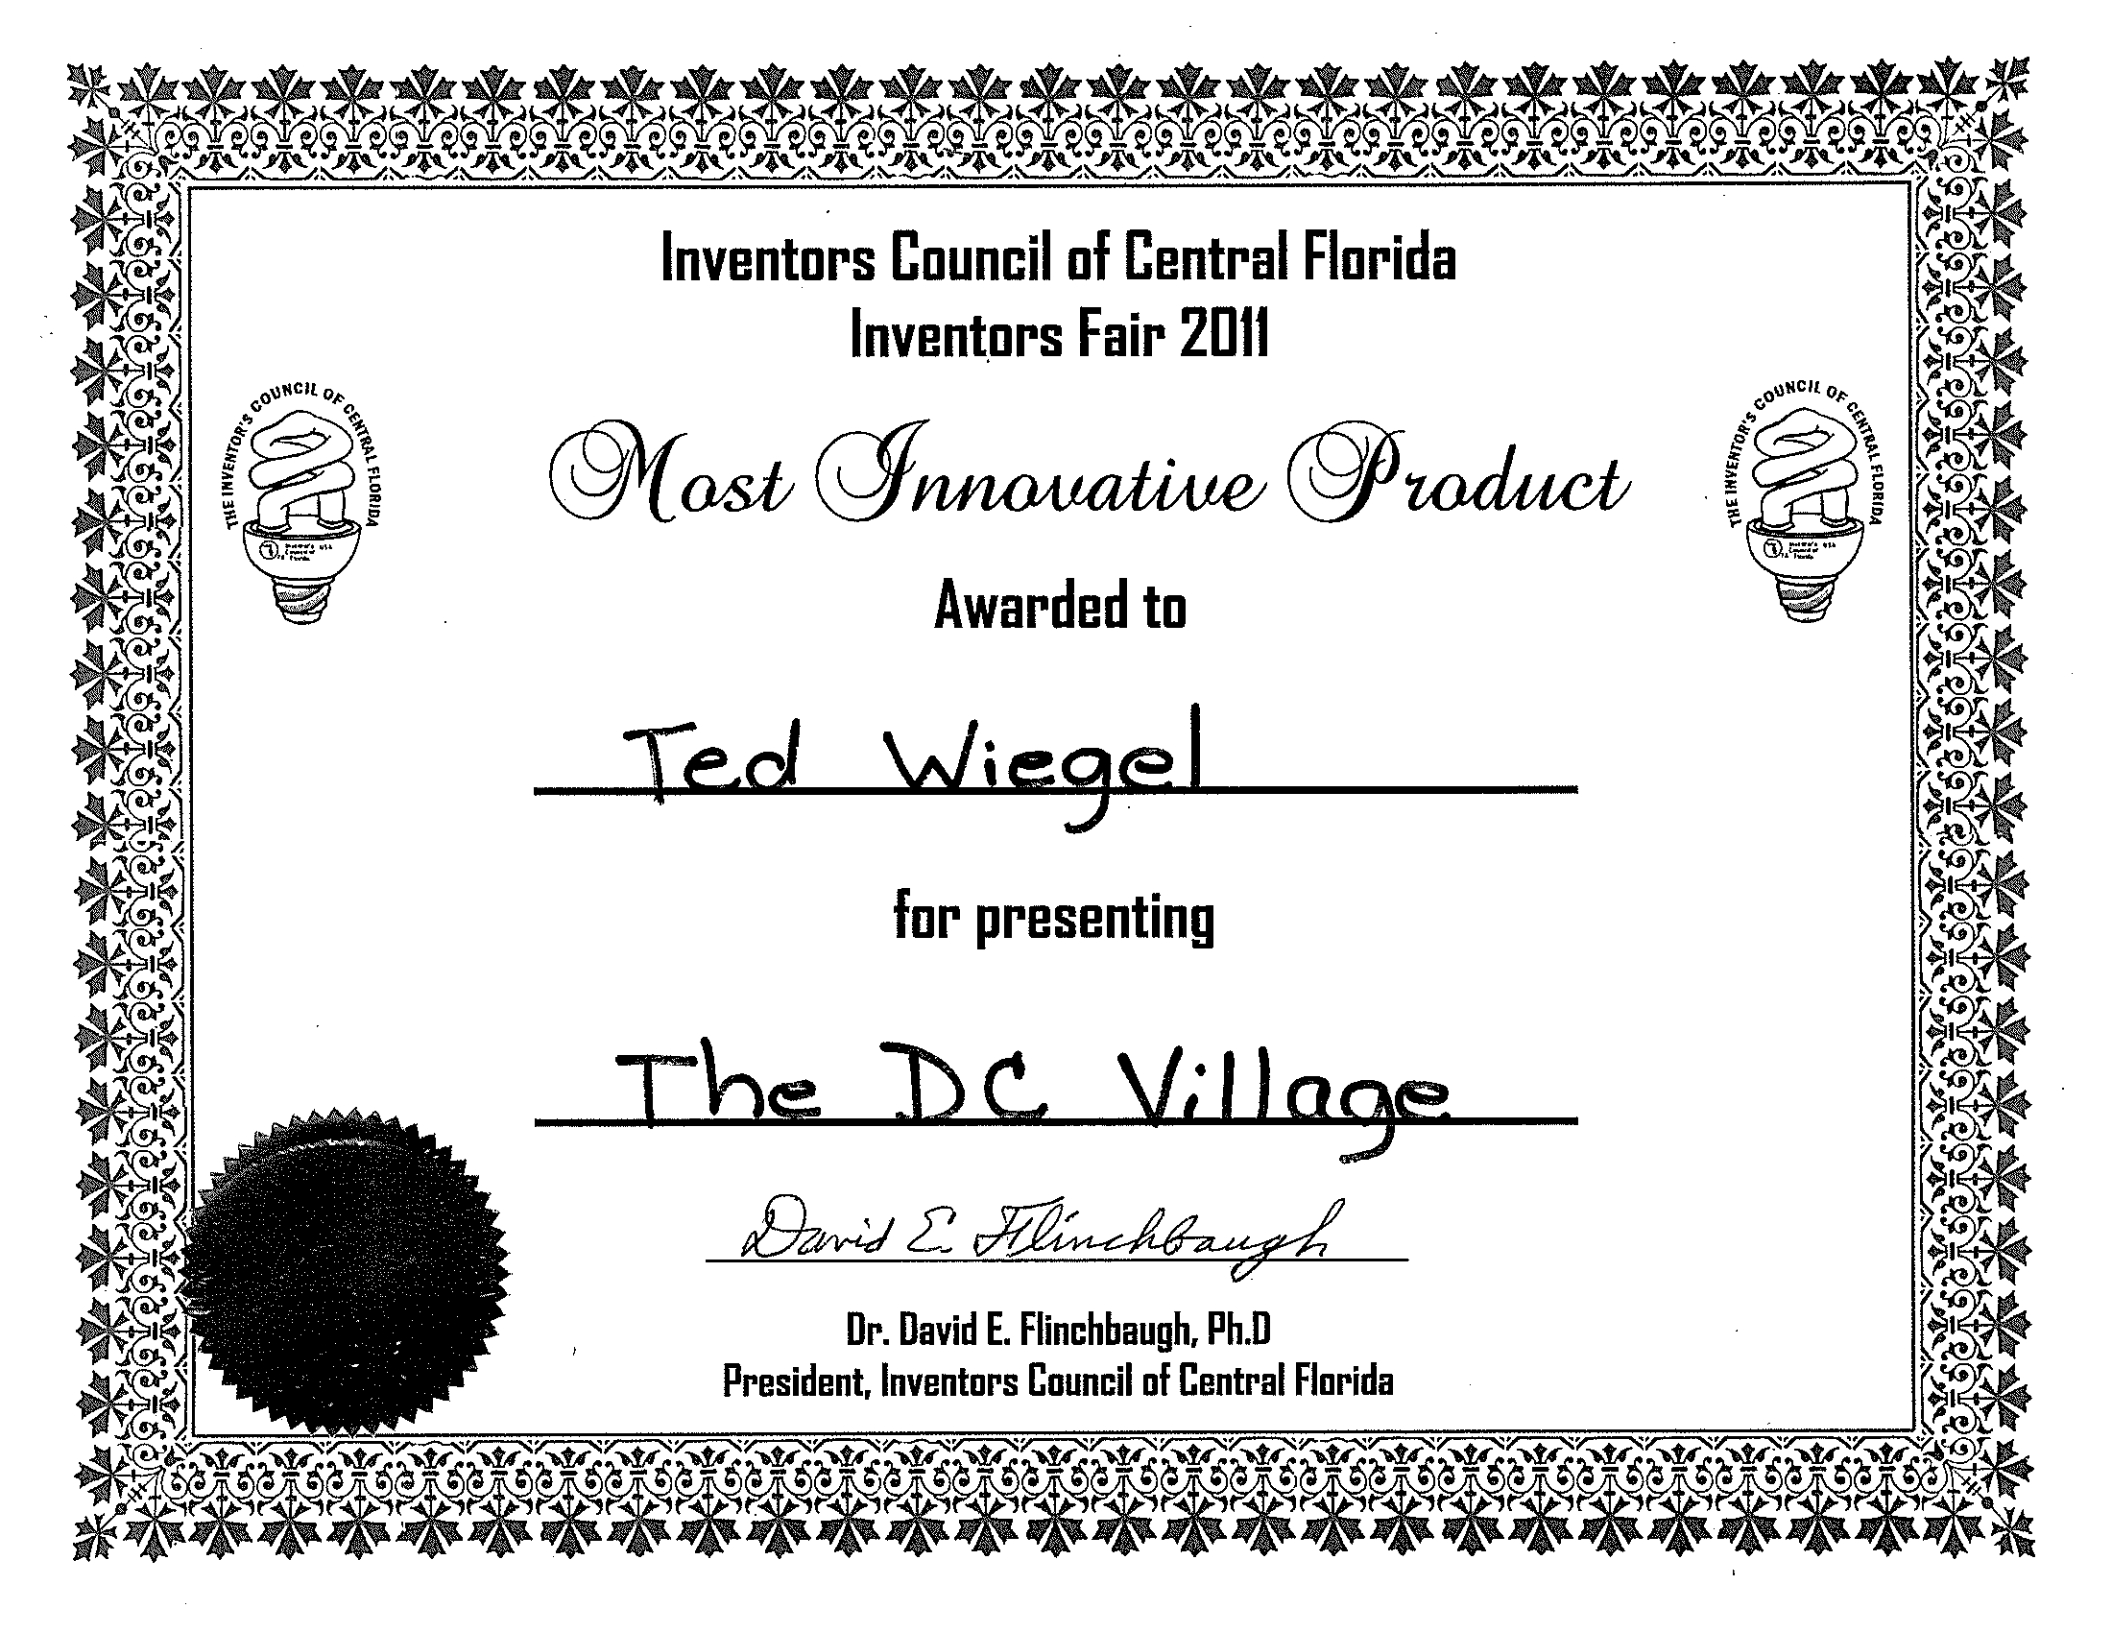 Inventors Council of Central Florida
Inventors Fair 2011
THE INVENTOR'S COUNCIL OF CENTRAL FLORIDA
THE INVENTOR'S COUNCIL OF CENTRAL FLORIDA
Most Innovative Product
Awarded to
Ted Wiegel
for presenting
The DC Village
David E. Flinchbaugh
Dr. David E. Flinchbaugh, Ph.D
President, Inventors Council of Central Florida